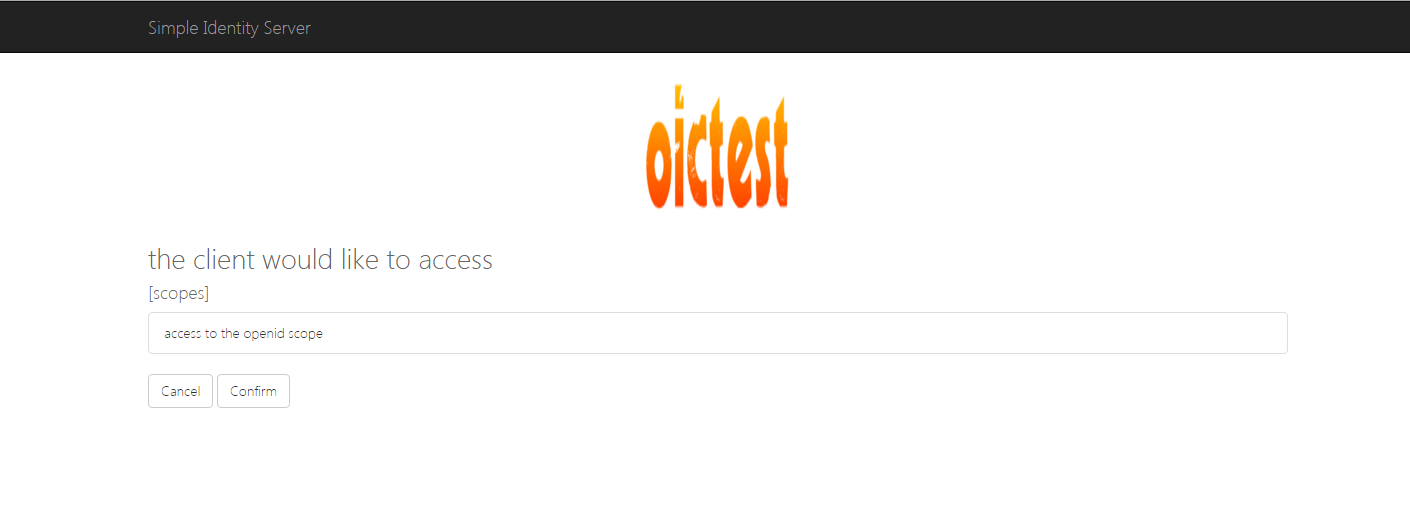 Simple Identity Server
oictest
the client would like to access
[scopes]
access to the openid scope
Cancel Confirm